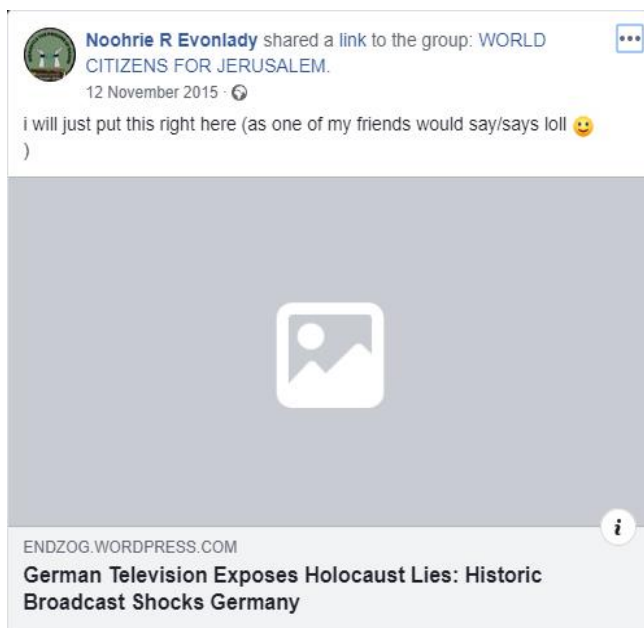 Noohrie R Evonlady shared a link to the group: WORLD
CITIZENS FOR JERUSALEM.
12 November 2015 ·
i will just put this right here (as one of my friends would say/says loll 🙂
)
i
ENDZOG.WORDPRESS.COM
German Television Exposes Holocaust Lies: Historic
Broadcast Shocks Germany